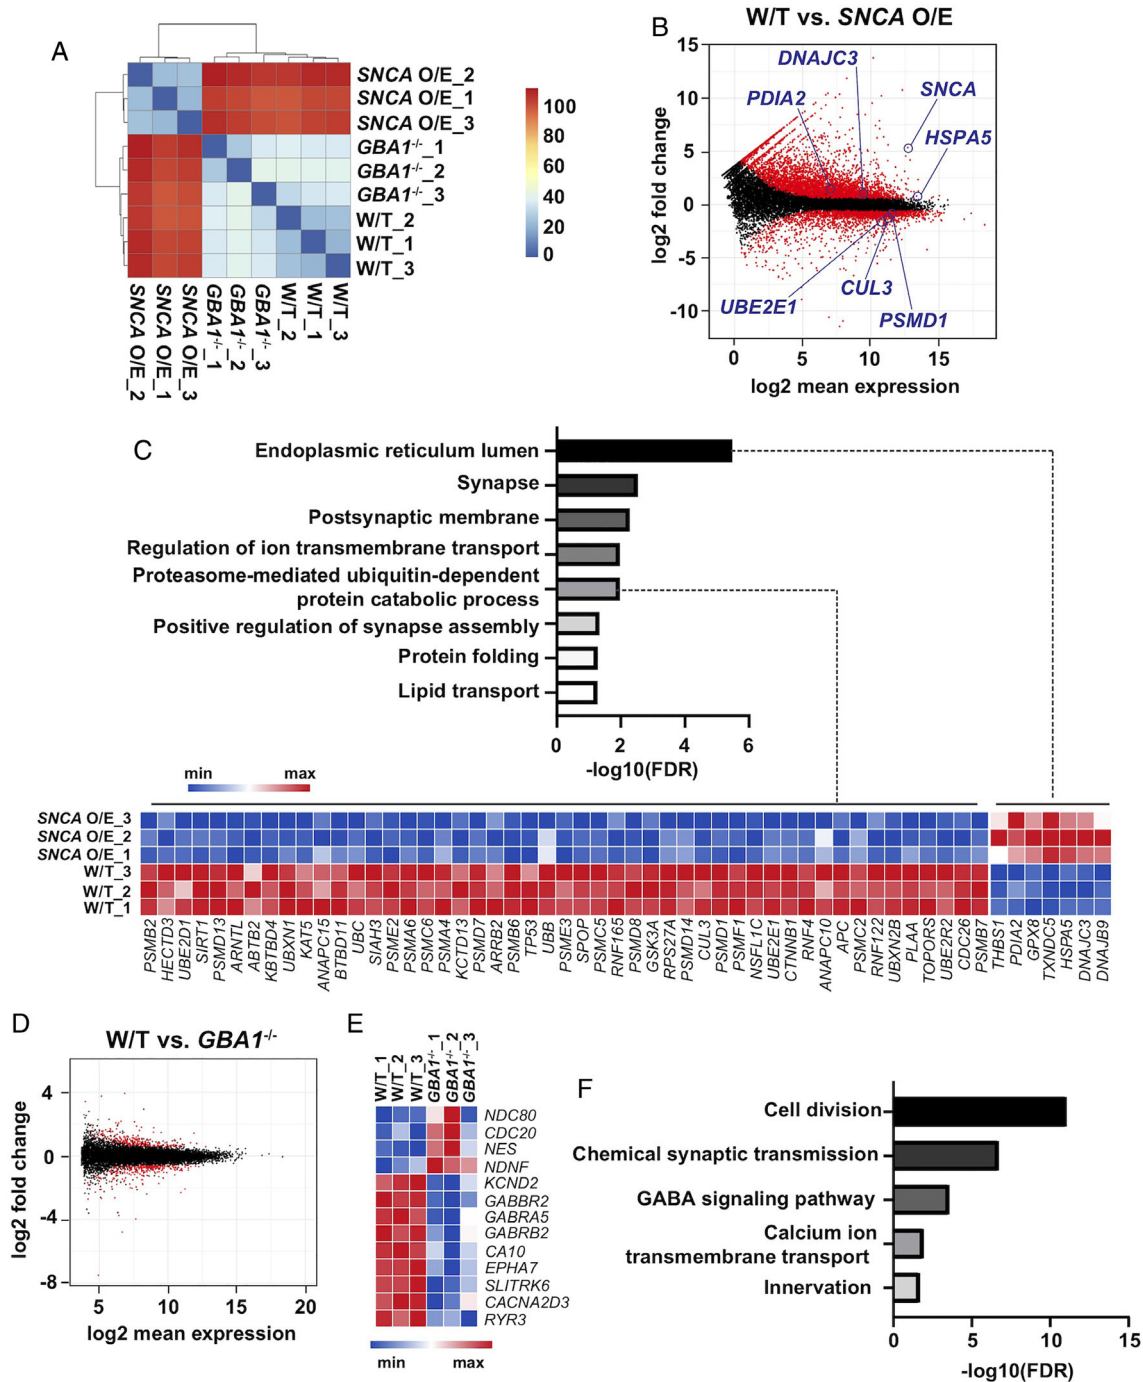 A
SNCA O/E_2
SNCA O/E_1
SNCA O/E_3
GBA1-/-_1
GBA1-/-_2
GBA1-/-_3
W/T_2
W/T_1
W/T_3
SNCA O/E_2
SNCA O/E_1
SNCA O/E_3
GBA1-/-_1
GBA1-/-_2
GBA1-/-_3
W/T_2
W/T_1
W/T_3
100
80
60
40
20
0
B
W/T vs. SNCA O/E
log2 fold change
15
10
5
0
-5
-10
DNAJC3
PDIA2
SNCA
HSPA5
UBE2E1
CUL3
PSMD1
0 5 10 15
log2 mean expression
C
Endoplasmic reticulum lumen
Synapse
Postsynaptic membrane
Regulation of ion transmembrane transport
Proteasome-mediated ubiquitin-dependent
protein catabolic process
Positive regulation of synapse assembly
Protein folding
Lipid transport
0 2 4 6
-log10(FDR)
min max
SNCA O/E_3
SNCA O/E_2
SNCA O/E_1
W/T_3
W/T_2
W/T_1
PSMB2
HECTD3
UBE2D1
SIRT1
PSMD13
ARNTL
ABTB2
KBTBD4
UBXN1
KAT5
ANAPC15
BTBD11
UBC
SIAH3
PSME2
PSMA6
PSMC6
PSMA4
KCTD13
PSMD7
ARRB2
PSMB6
TP53
UBB
PSME3
SPOP
PSMC5
RNF165
PSMD8
GSK3A
RPS27A
PSMD14
CUL3
PSMD1
PSMF1
NSFL1C
UBE2E1
CTNNB1
RNF4
ANAPC10
APC
PSMC2
RNF122
UBXN2B
PLAA
TOPORS
UBE2R2
CDC26
PSMB7
THBS1
PDIA2
GPX8
TXNDC5
HSPA5
DNAJC3
DNAJB9
D
W/T vs. GBA1-/-
log2 fold change
4
0
-4
-8
5 10 15 20
log2 mean expression
E
W/T_1
W/T_2
W/T_3
GBA1-/-_1
GBA1-/-_2
GBA1-/-_3
NDC80
CDC20
NES
NDNF
KCND2
GABBR2
GABRA5
GABRB2
CA10
EPHA7
SLITRK6
CACNA2D3
RYR3
min max
F
Cell division
Chemical synaptic transmission
GABA signaling pathway
Calcium ion
transmembrane transport
Innervation
0 5 10 15
-log10(FDR)